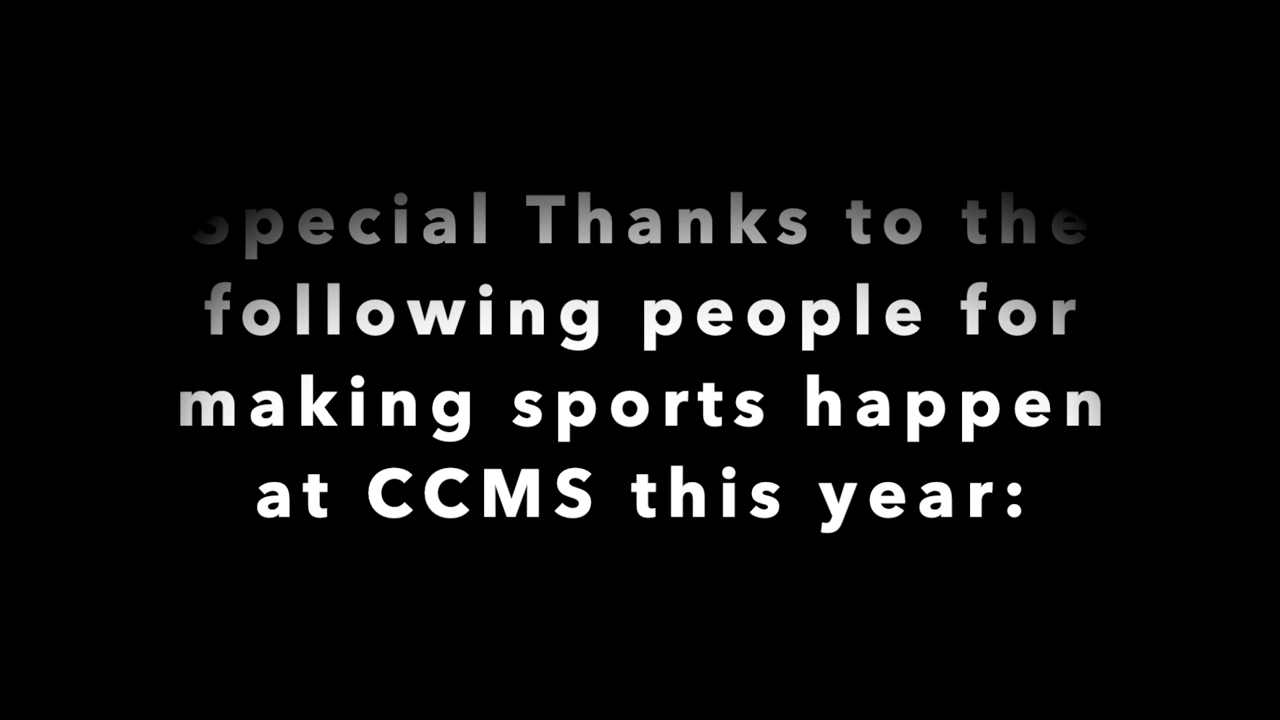 Special Thanks to the
following people for
making sports happen
at CCMS this year: